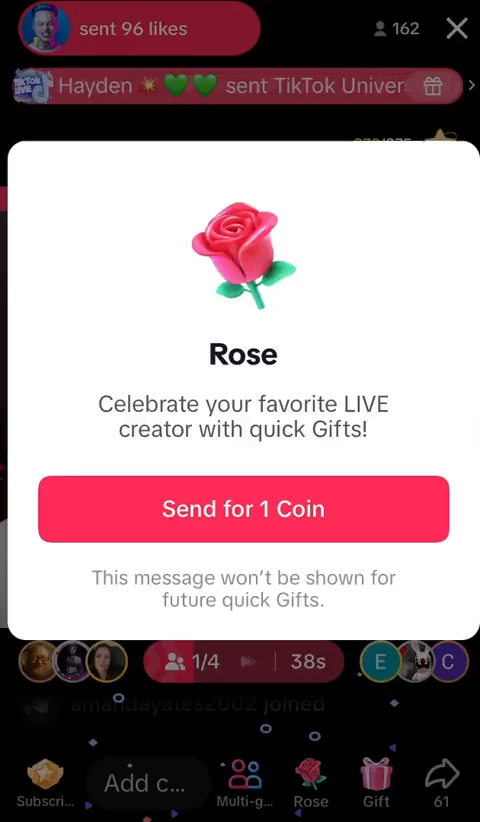 sent 96 likes
162
TikTok LIVE
Hayden 💥💚💚 sent TikTok Univer
Rose
Celebrate your favorite LIVE
creator with quick Gifts!
Send for 1 Coin
This message won't be shown for
future quick Gifts.
1/4
38s
E
C
amandayates2002 joined
Add c...
Subscri...
Multi-g...
Rose
Gift
61